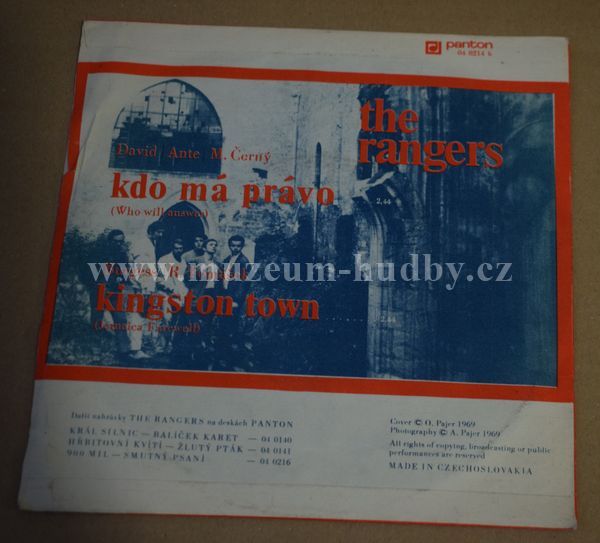 panton
04 0214 h
the
rangers
David Ante M. Černý
kdo má právo
(Who will answer)
2,44
www.muzeum-hudby.cz
Burgess R.
kingston town
(Jamaica Farewell)
2,44
Další nahrávky THE RANGERS na deskách PANTON
KRÁL SILNIC — BALÍČEK KARET — 04 0140
HŘBITOVNÍ KVÍTÍ — ŽLUTÝ PTÁK — 04 0141
900 MIL — SMUTNÝ PSANÍ — 04 0216
Cover © O. Pajer 1969
Photography © A. Pajer 1969
All rights of copying, broadcasting or public
performances are reserved
MADE IN CZECHOSLOVAKIA